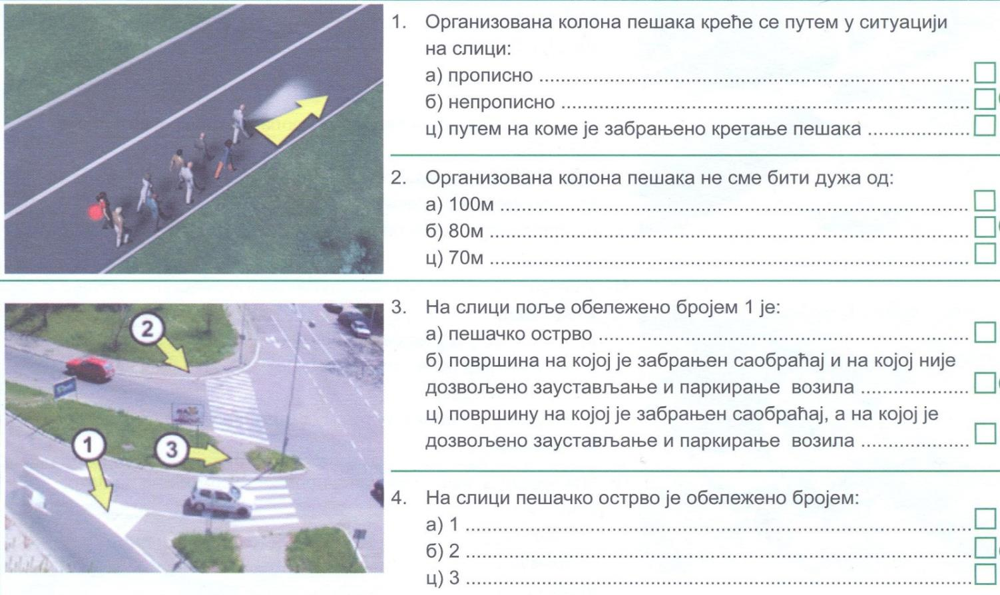 1. Организована колона пешака креће се путем у ситуацији
на слици:
а) прописно
б) непрописно
ц) путем на коме је забрањено кретање пешака
2. Организована колона пешака не сме бити дужа од:
а) 100м
б) 80м
ц) 70м
3. На слици поље обележено бројем 1 је:
а) пешачко острво
б) површина на којој је забрањен саобраћај и на којој није
дозвољено заустављање и паркирање возила
ц) површину на којој је забрањен саобраћај, а на којој је
дозвољено заустављање и паркирање возила
4. На слици пешачко острво је обележено бројем:
а) 1
б) 2
ц) 3
2
1
3